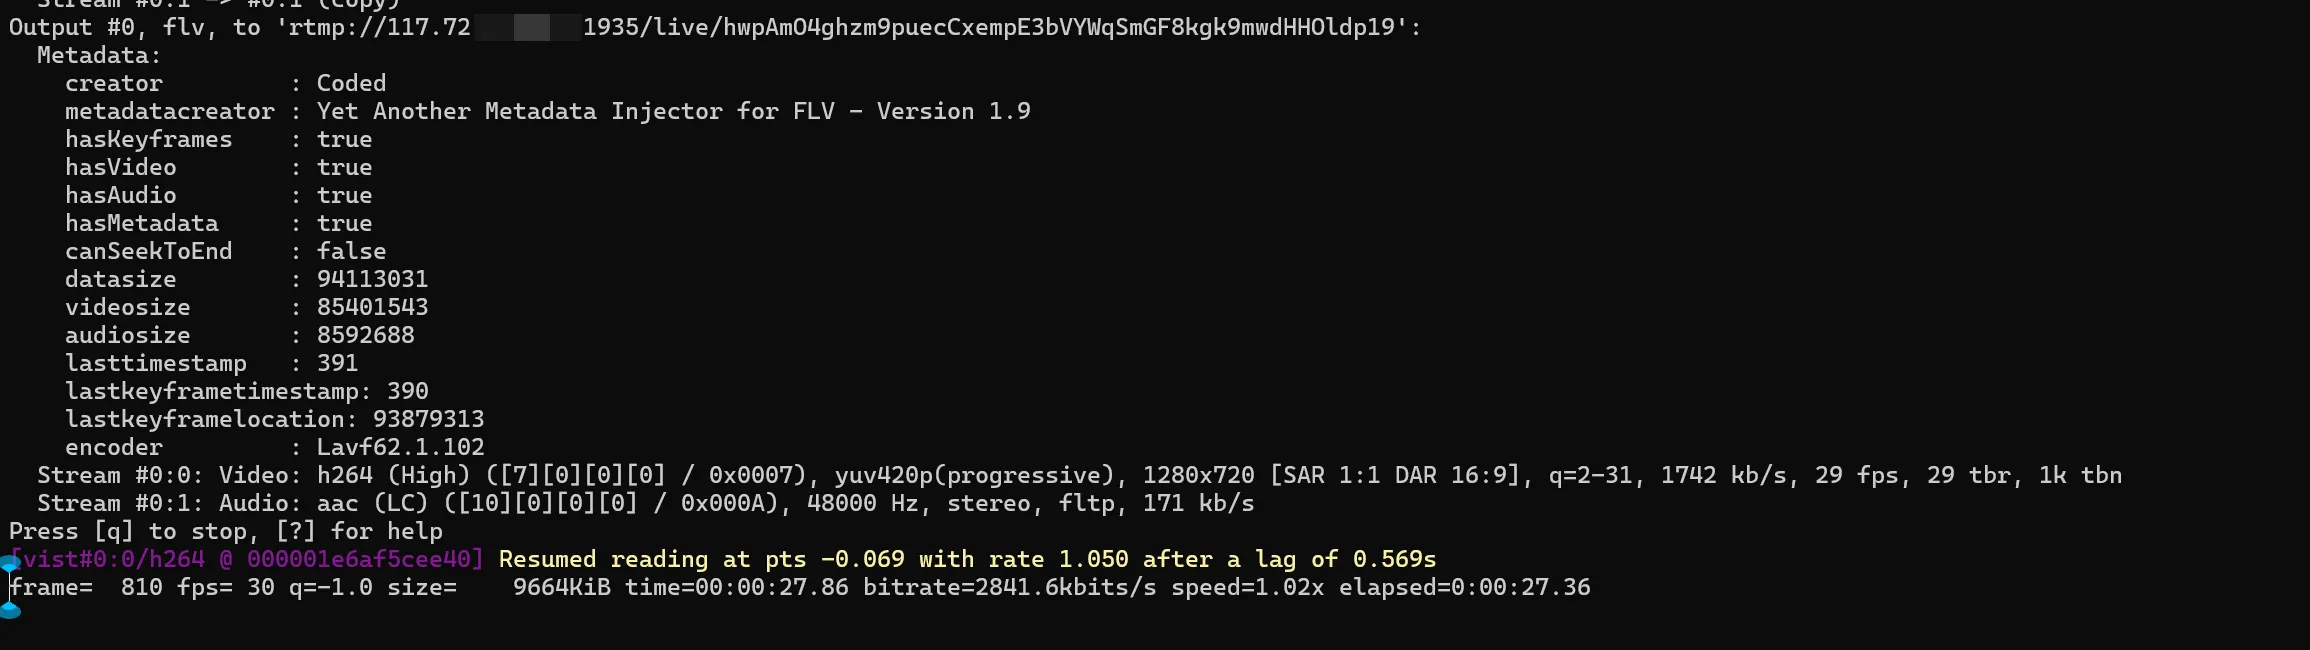 Stream #0:1 -> #0:1 (copy)
Output #0, flv, to 'rtmp://117.72 1935/live/hwpAmO4ghzm9puecCxempE3bVYWqSmGF8kgk9mwdHHOldp19':
  Metadata:
    creator         : Coded
    metadatacreator : Yet Another Metadata Injector for FLV - Version 1.9
    hasKeyframes    : true
    hasVideo        : true
    hasAudio        : true
    hasMetadata     : true
    canSeekToEnd    : false
    datasize        : 94113031
    videosize       : 85401543
    audiosize       : 8592688
    lasttimestamp   : 391
    lastkeyframetimestamp: 390
    lastkeyframelocation: 93879313
    encoder         : Lavf62.1.102
  Stream #0:0: Video: h264 (High) ([7][0][0][0] / 0x0007), yuv420p(progressive), 1280x720 [SAR 1:1 DAR 16:9], q=2-31, 1742 kb/s, 29 fps, 29 tbr, 1k tbn
  Stream #0:1: Audio: aac (LC) ([10][0][0][0] / 0x000A), 48000 Hz, stereo, fltp, 171 kb/s
Press [q] to stop, [?] for help
[vist#0:0/h264 @ 000001e6af5cee40] Resumed reading at pts -0.069 with rate 1.050 after a lag of 0.569s
frame=  810 fps= 30 q=-1.0 size=    9664KiB time=00:00:27.86 bitrate=2841.6kbits/s speed=1.02x elapsed=0:00:27.36